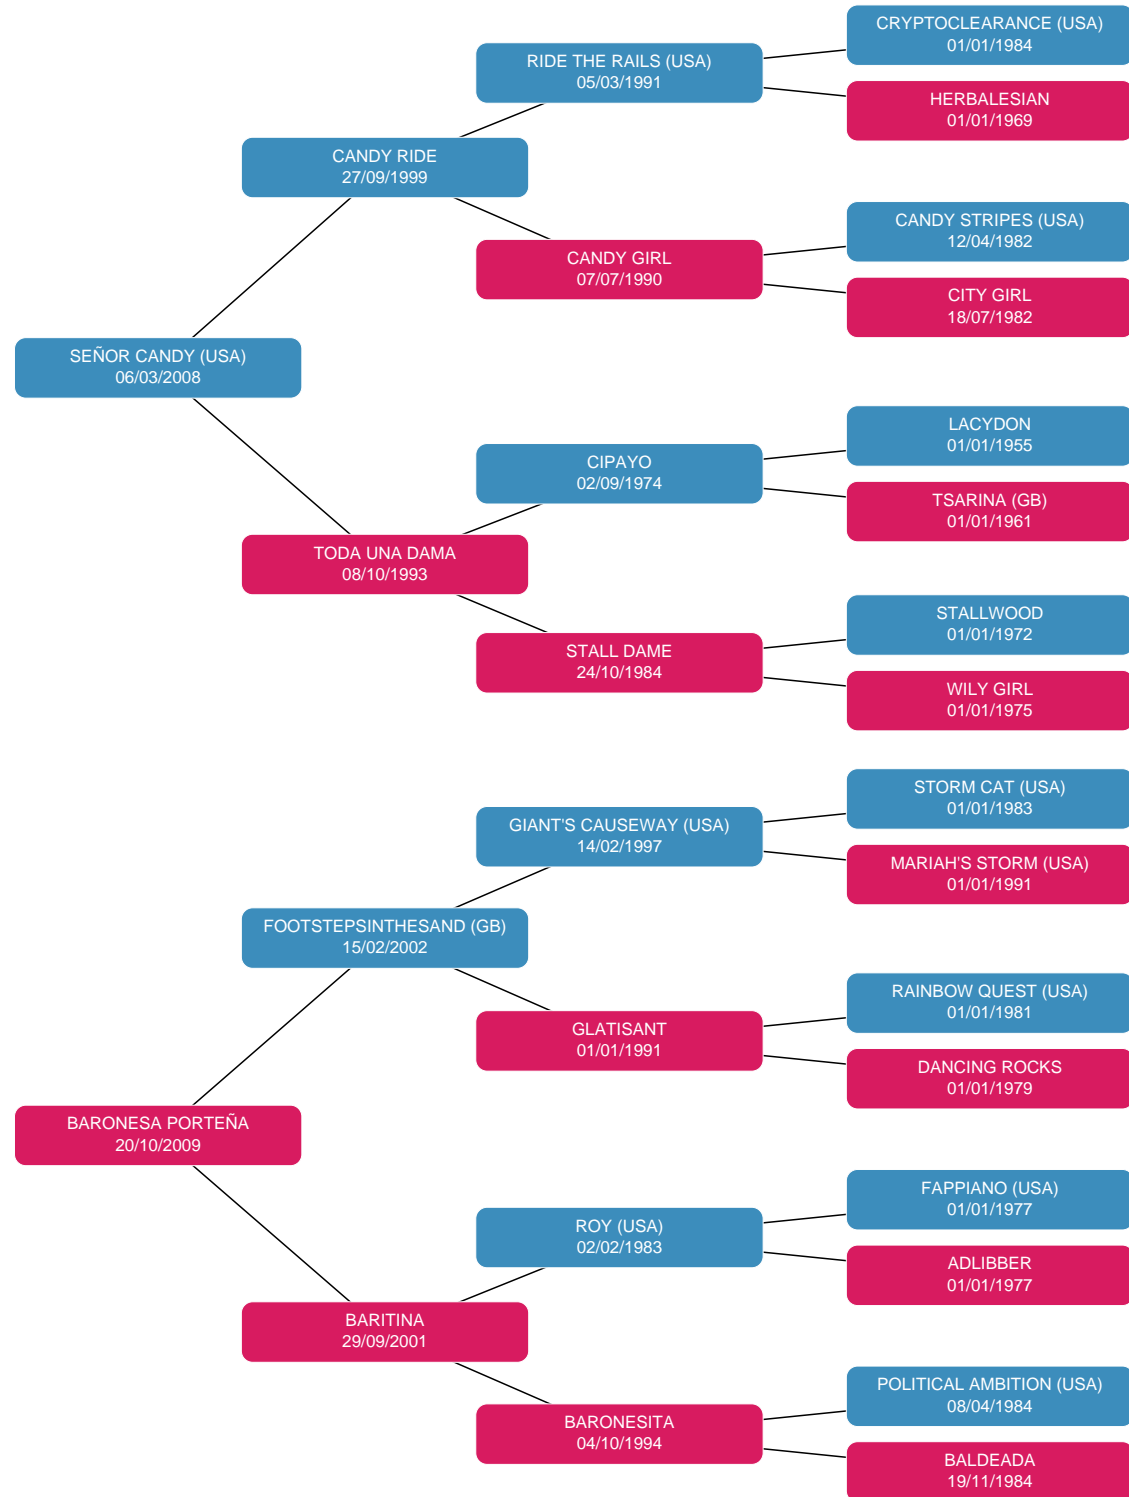 CRYPTOCLEARANCE (USA)
01/01/1984
RIDE THE RAILS (USA)
05/03/1991
HERBALESIAN
01/01/1969
CANDY RIDE
27/09/1999
CANDY STRIPES (USA)
12/04/1982
CANDY GIRL
07/07/1990
CITY GIRL
18/07/1982
SEÑOR CANDY (USA)
06/03/2008
LACYDON
01/01/1955
CIPAYO
02/09/1974
TSARINA (GB)
01/01/1961
TODA UNA DAMA
08/10/1993
STALLWOOD
01/01/1972
STALL DAME
24/10/1984
WILY GIRL
01/01/1975
STORM CAT (USA)
01/01/1983
GIANT'S CAUSEWAY (USA)
14/02/1997
MARIAH'S STORM (USA)
01/01/1991
FOOTSTEPSINTHESAND (GB)
15/02/2002
RAINBOW QUEST (USA)
01/01/1981
GLATISANT
01/01/1991
DANCING ROCKS
01/01/1979
BARONESA PORTEÑA
20/10/2009
FAPPIANO (USA)
01/01/1977
ROY (USA)
02/02/1983
ADLIBBER
01/01/1977
BARITINA
29/09/2001
POLITICAL AMBITION (USA)
08/04/1984
BARONESITA
04/10/1994
BALDEADA
19/11/1984